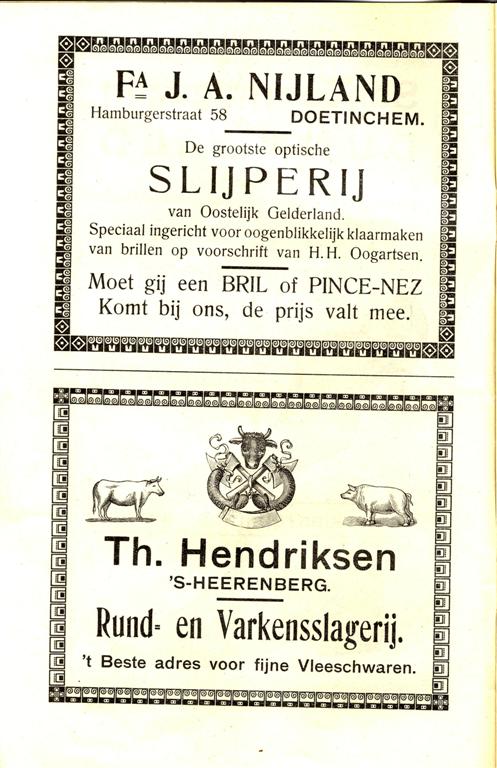 FA J. A. NIJLAND
Hamburgerstraat 58 DOETINCHEM.
De grootste optische
SLIJPERIJ
van Oostelijk Gelderland.
Speciaal ingericht voor oogenblikkelijk klaarmaken
van brillen op voorschrift van H.H. Oogartsen.
Moet gij een BRIL of PINCE-NEZ
Komt bij ons, de prijs valt mee.
Th. Hendriksen
'S-HEERENBERG.
Rund- en Varkensslagerij.
't Beste adres voor fijne Vleeschwaren.